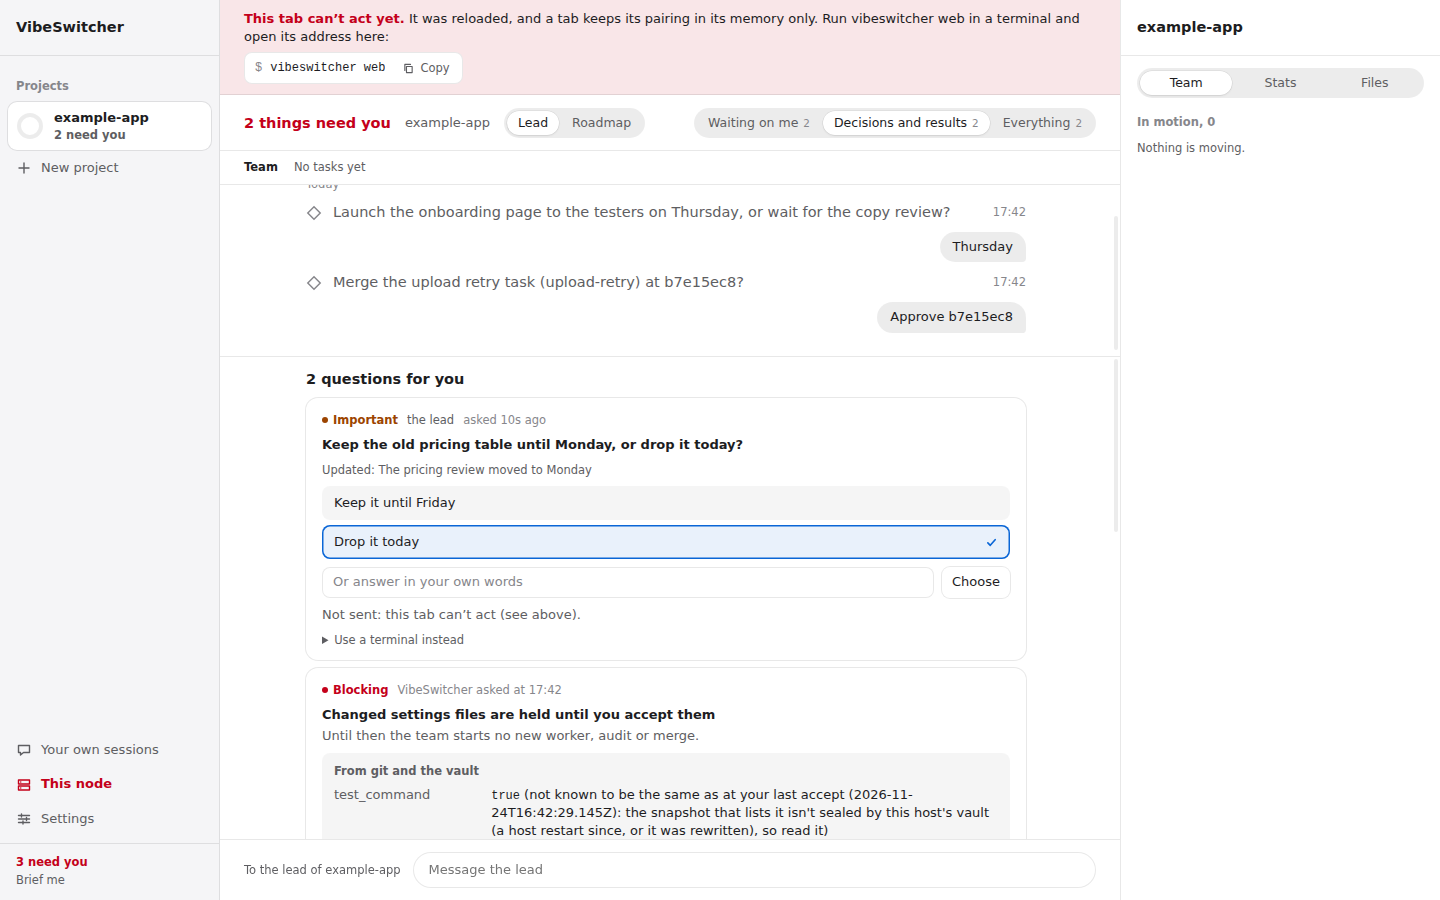 VibeSwitcher
Projects
example-app
2 need you
New project
Your own sessions
This node
Settings
3 need you
Brief me
This tab can’t act yet. It was reloaded, and a tab keeps its pairing in its memory only. Run vibeswitcher web in a terminal and
open its address here:
$ vibeswitcher web Copy
2 things need you example-app Lead Roadmap Waiting on me 2 Decisions and results 2 Everything 2
Team No tasks yet
Today
Launch the onboarding page to the testers on Thursday, or wait for the copy review? 17:42
Thursday
Merge the upload retry task (upload-retry) at b7e15ec8? 17:42
Approve b7e15ec8
2 questions for you
Important the lead asked 10s ago
Keep the old pricing table until Monday, or drop it today?
Updated: The pricing review moved to Monday
Keep it until Friday
Drop it today
Or answer in your own words Choose
Not sent: this tab can’t act (see above).
Use a terminal instead
Blocking VibeSwitcher asked at 17:42
Changed settings files are held until you accept them
Until then the team starts no new worker, audit or merge.
From git and the vault
test_command true (not known to be the same as at your last accept (2026-11-
24T16:42:29.145Z): the snapshot that lists it isn't sealed by this host's vault
(a host restart since, or it was rewritten), so read it)
To the lead of example-app Message the lead
example-app
Team Stats Files
In motion, 0
Nothing is moving.